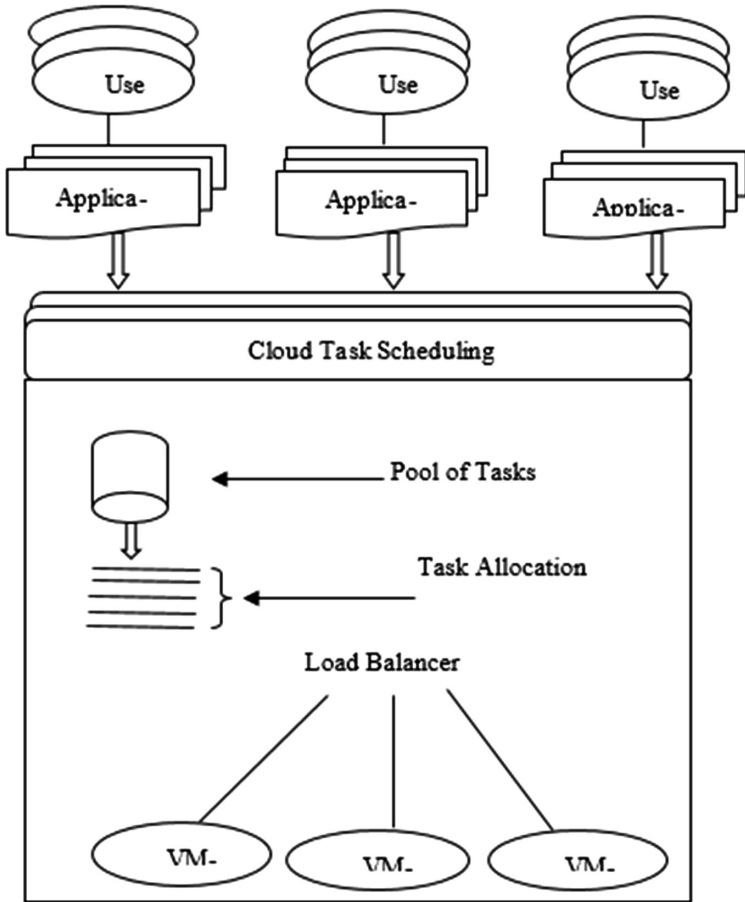 Use
Use
Use
Applica-
Applica-
Applica-
Cloud Task Scheduling
Pool of Tasks
Task Allocation
Load Balancer
VM-
VM-
VM-